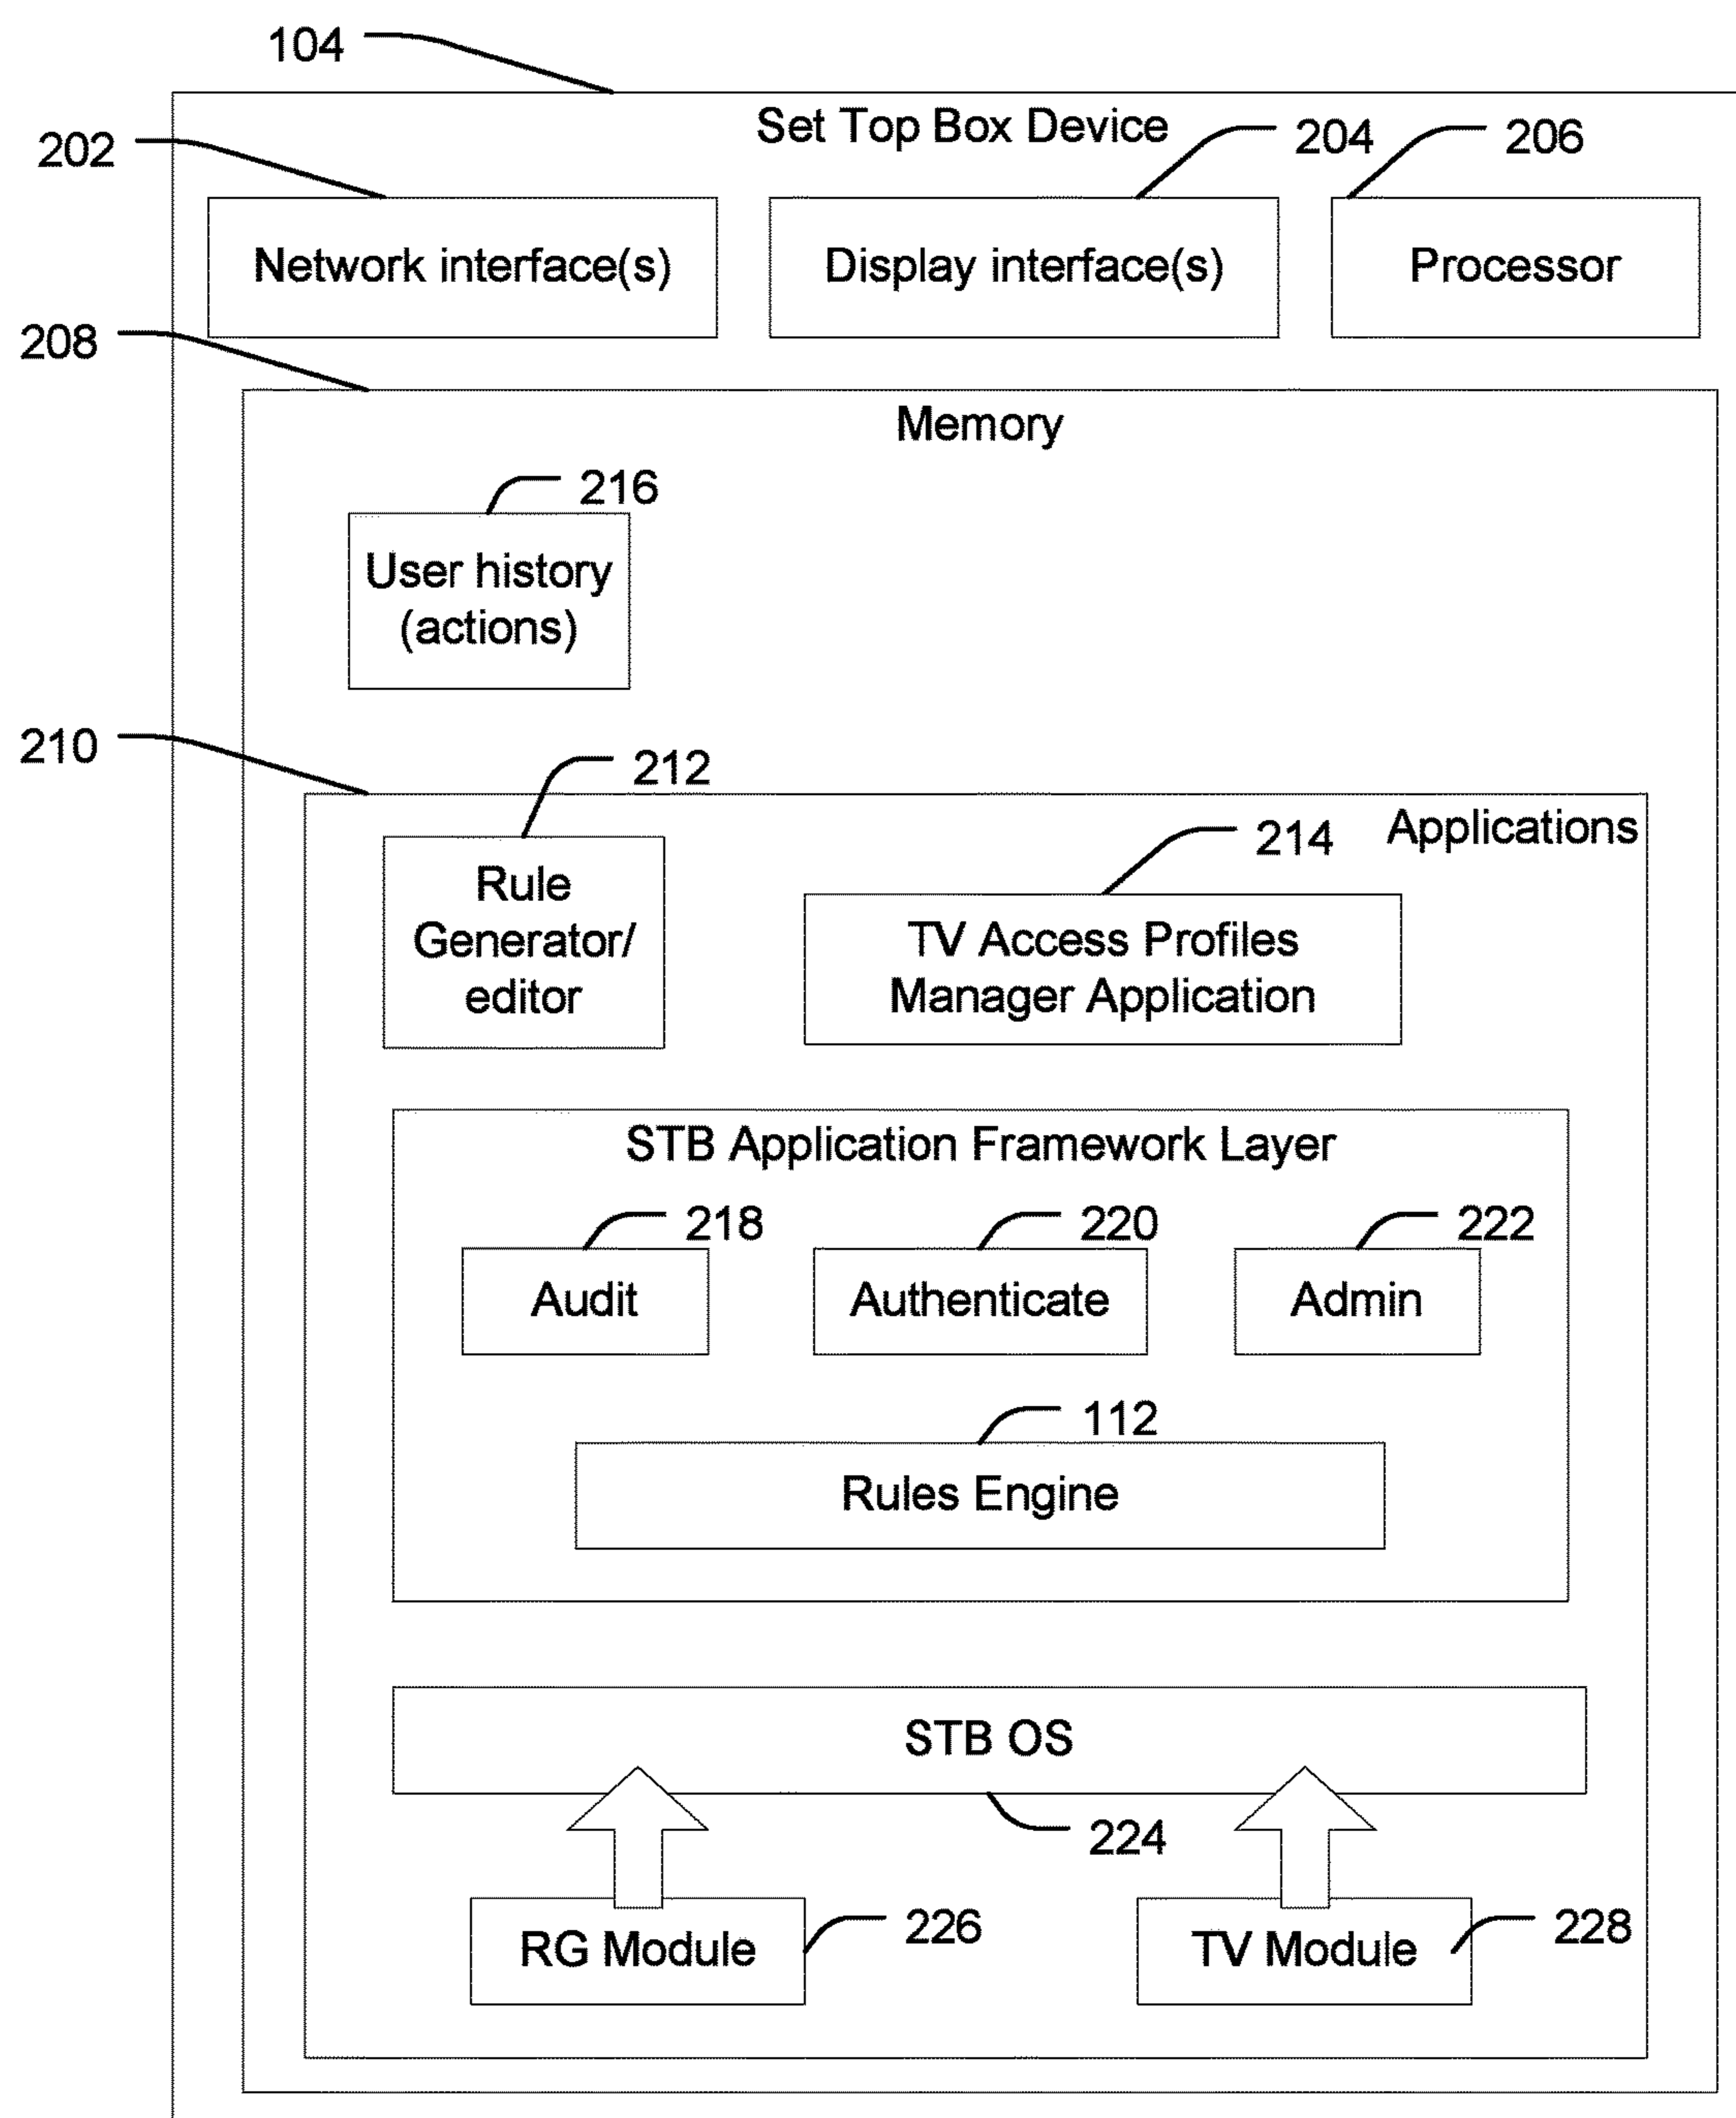 104
Set Top Box Device
202
204
206
Network interface(s)
Display interface(s)
Processor
208
Memory
216
User history
(actions)
210
212
214
Applications
Rule
Generator/
editor
TV Access Profiles
Manager Application
STB Application Framework Layer
218
220
222
Audit
Authenticate
Admin
112
Rules Engine
STB OS
224
RG Module
226
TV Module
228